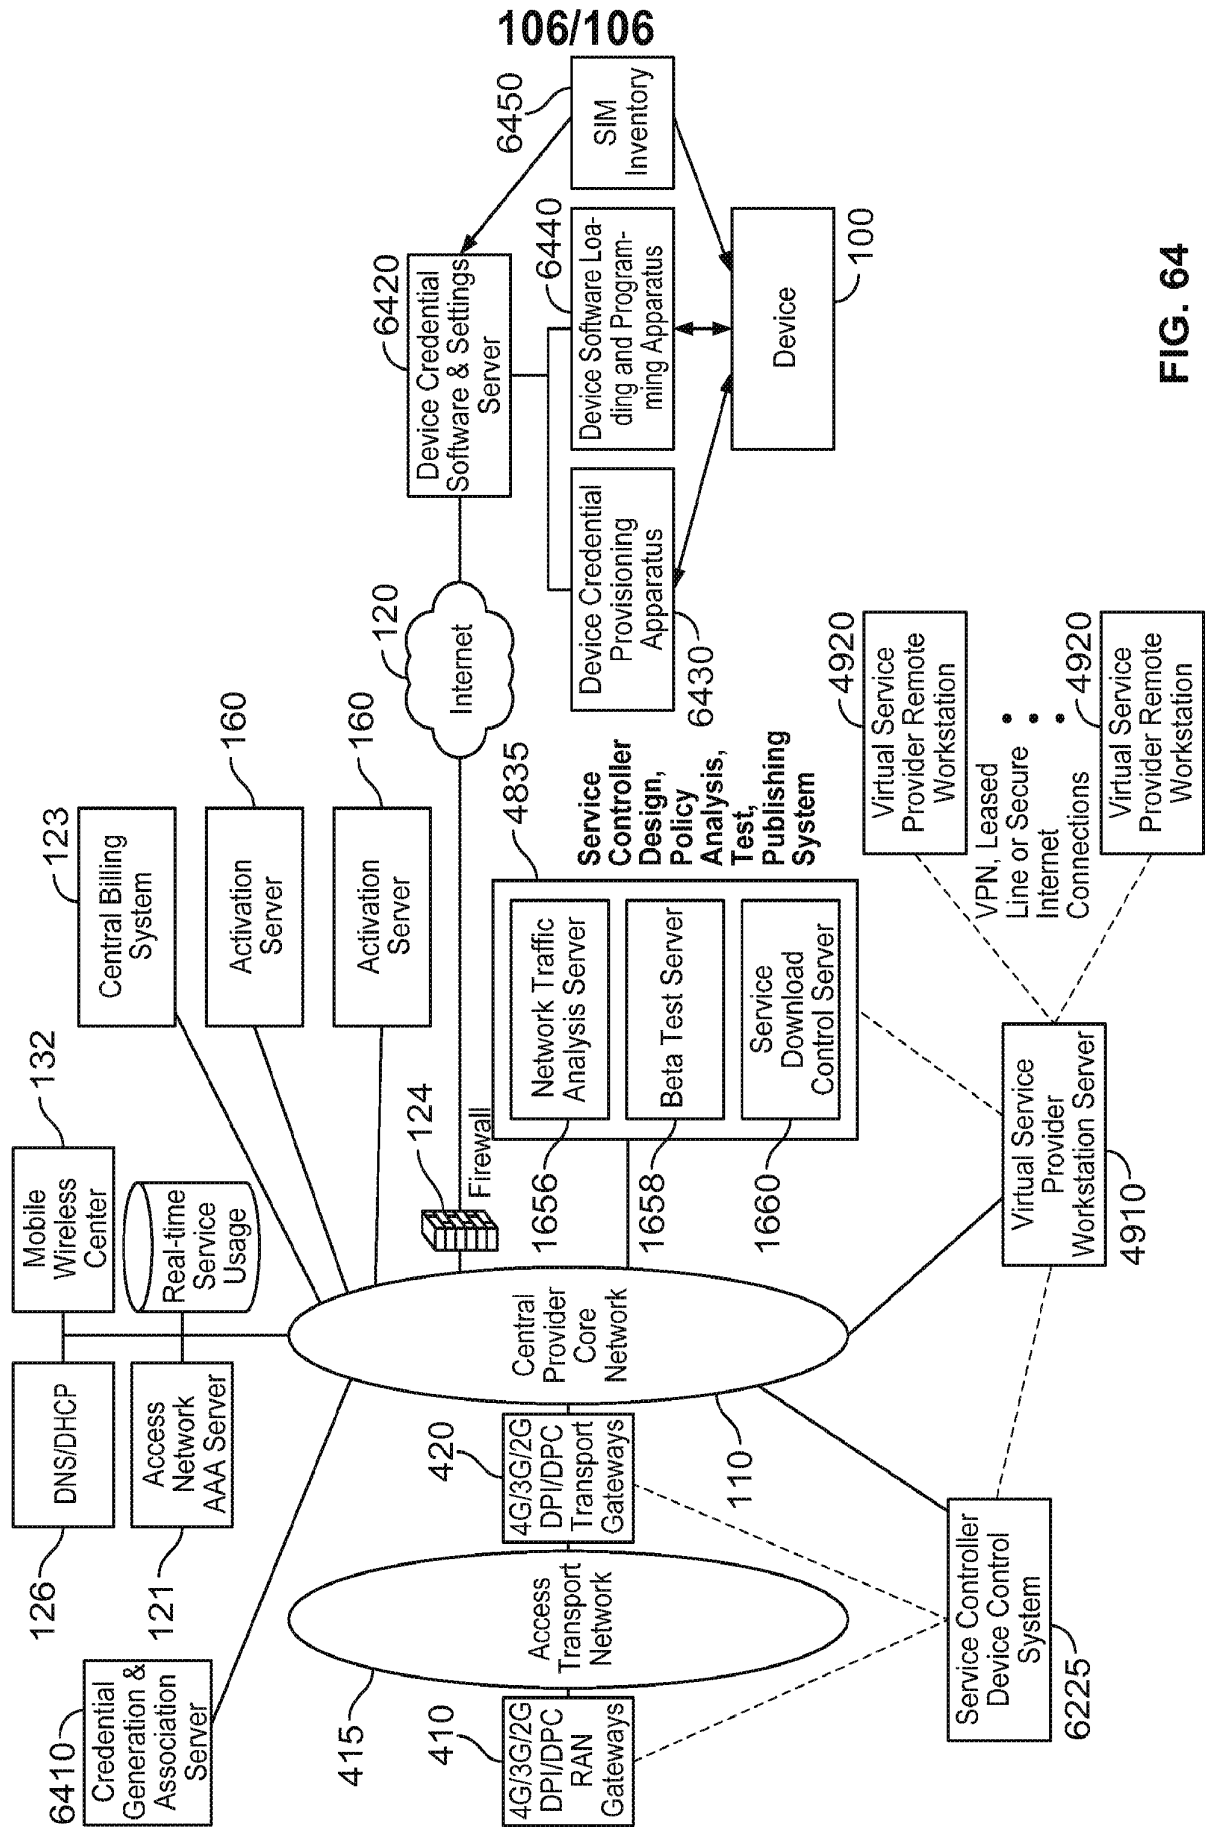 106/106
6410
Credential
Generation &
Association
Server
126
DNS/DHCP
Mobile
Wireless
Center
132
121
Access
Network
AAA Server
Real-time
Service
Usage
Central Billing
System
123
Activation
Server
160
Activation
Server
160
415
Access
Transport
Network
410
4G/3G/2G
DPI/DPC
RAN
Gateways
420
4G/3G/2G
DPI/DPC
Transport
Gateways
Central
Provider
Core
Network
110
124
Firewall
Internet
120
Device Credential
Software & Settings
Server
6420
6450
SIM
Inventory
Device Credential
Provisioning
Apparatus
6430
Device Software Loa-
ding and Program-
ming Apparatus
6440
Device
100
4835
Service
Controller
Design,
Policy
Analysis,
Test,
Publishing
System
1656
Network Traffic
Analysis Server
1658
Beta Test Server
1660
Service
Download
Control Server
Service Controller
Device Control
System
6225
Virtual Service
Provider
Workstation Server
4910
Virtual Service
Provider Remote
Workstation
4920
VPN, Leased
Line or Secure
Internet
Connections
Virtual Service
Provider Remote
Workstation
4920
FIG. 64